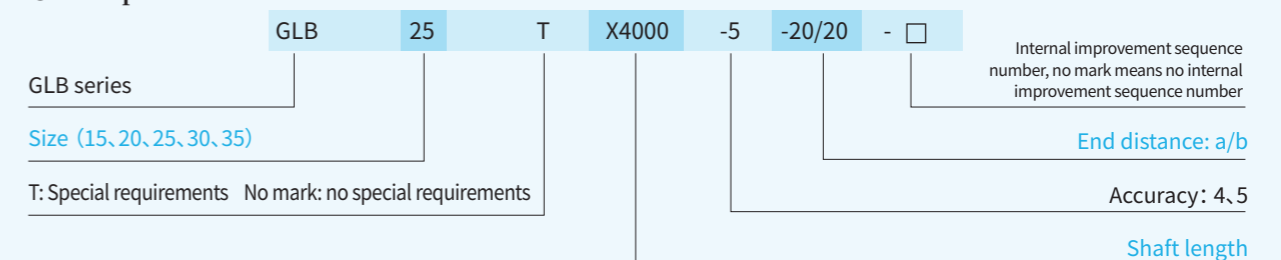 GLB 25 T X4000 -5 -20/20 - □
Internal improvement sequence
number, no mark means no internal
improvement sequence number
GLB series
Size（15、20、25、30、35）
End distance: a/b
T: Special requirements No mark: no special requirements
Accuracy：4、5
Shaft length